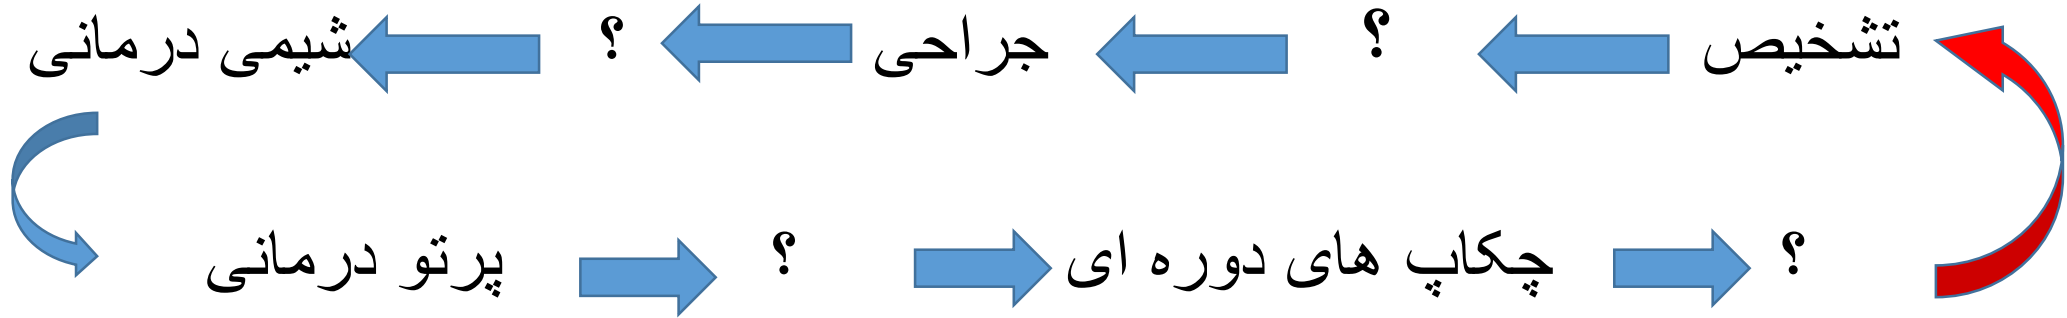 تشخیص ؟ جراحی ؟ شیمی درمانی
پرتو درمانی ؟ چکاپ های دوره ای ؟